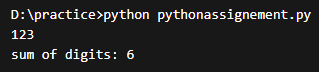 D:\practice>python pythonassignement.py
123
sum of digits: 6